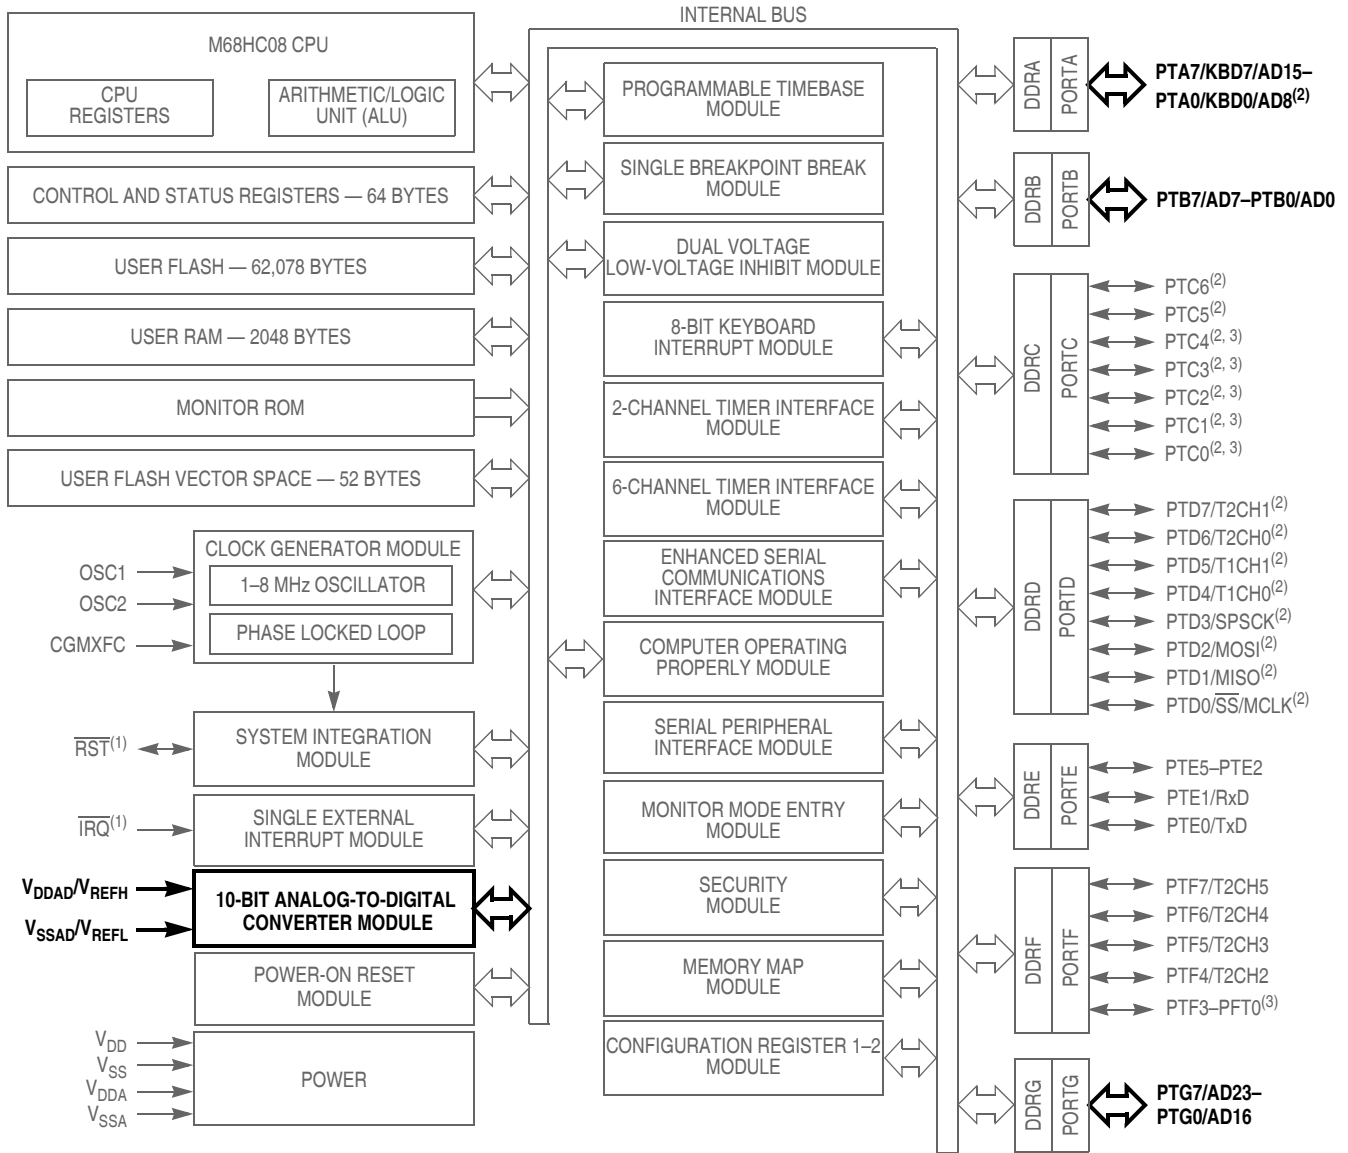 INTERNAL BUS
M68HC08 CPU
CPU
REGISTERS
ARITHMETIC/LOGIC
UNIT (ALU)
CONTROL AND STATUS REGISTERS — 64 BYTES
USER FLASH — 62,078 BYTES
USER RAM — 2048 BYTES
MONITOR ROM
USER FLASH VECTOR SPACE — 52 BYTES
CLOCK GENERATOR MODULE
1–8 MHz OSCILLATOR
PHASE LOCKED LOOP
OSC1
OSC2
CGMXFC
SYSTEM INTEGRATION
MODULE
RST(1)
SINGLE EXTERNAL
INTERRUPT MODULE
IRQ(1)
10-BIT ANALOG-TO-DIGITAL
CONVERTER MODULE
VDDAD/VREFH
VSSAD/VREFL
POWER-ON RESET
MODULE
POWER
VDD
VSS
VDDA
VSSA
PROGRAMMABLE TIMEBASE
MODULE
SINGLE BREAKPOINT BREAK
MODULE
DUAL VOLTAGE
LOW-VOLTAGE INHIBIT MODULE
8-BIT KEYBOARD
INTERRUPT MODULE
2-CHANNEL TIMER INTERFACE
MODULE
6-CHANNEL TIMER INTERFACE
MODULE
ENHANCED SERIAL
COMMUNICATIONS
INTERFACE MODULE
COMPUTER OPERATING
PROPERLY MODULE
SERIAL PERIPHERAL
INTERFACE MODULE
MONITOR MODE ENTRY
MODULE
SECURITY
MODULE
MEMORY MAP
MODULE
CONFIGURATION REGISTER 1–2
MODULE
DDRA
PORTA
PTA7/KBD7/AD15–
PTA0/KBD0/AD8(2)
DDRB
PORTB
PTB7/AD7–PTB0/AD0
DDRC
PORTC
PTC6(2)
PTC5(2)
PTC4(2, 3)
PTC3(2, 3)
PTC2(2, 3)
PTC1(2, 3)
PTC0(2, 3)
DDRD
PORTD
PTD7/T2CH1(2)
PTD6/T2CH0(2)
PTD5/T1CH1(2)
PTD4/T1CH0(2)
PTD3/SPSCK(2)
PTD2/MOSI(2)
PTD1/MISO(2)
PTD0/SS/MCLK(2)
DDRE
PORTE
PTE5–PTE2
PTE1/RxD
PTE0/TxD
DDRF
PORTF
PTF7/T2CH5
PTF6/T2CH4
PTF5/T2CH3
PTF4/T2CH2
PTF3–PFT0(3)
DDRG
PORTG
PTG7/AD23–
PTG0/AD16